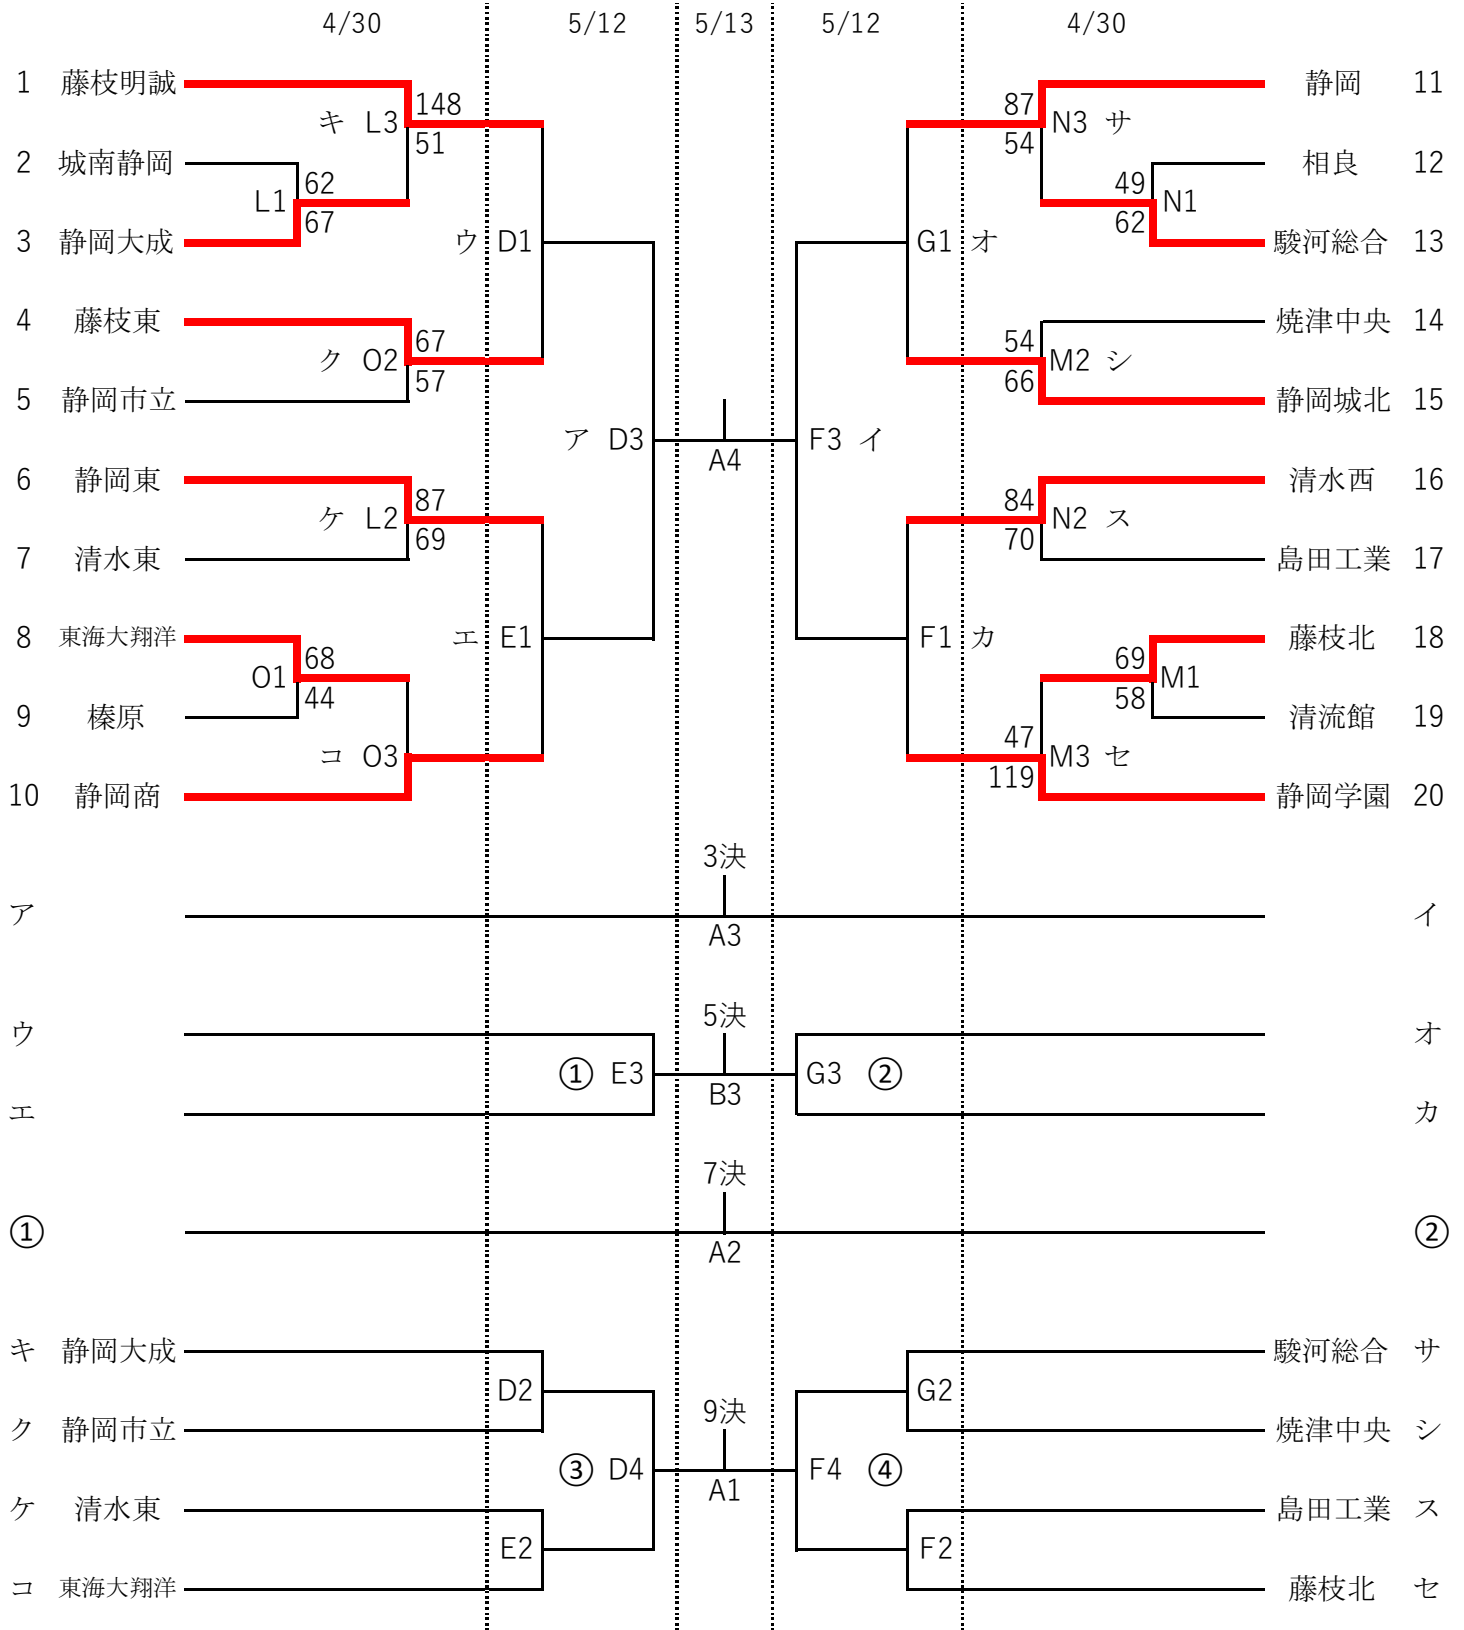 4/30 5/12 5/13 5/12 4/30
1 藤枝明誠 静岡 11
148 87
キ L3 N3 サ
51 54
2 城南静岡 相良 12
62 49
L1 N1
67 62
3 静岡大成 ウ D1 G1 オ 駿河総合 13
4 藤枝東 焼津中央 14
67 54
ク O2 M2 シ
57 66
5 静岡市立 静岡城北 15
ア D3 F3 イ
A4
6 静岡東 清水西 16
87 84
ケ L2 N2 ス
69 70
7 清水東 島田工業 17
8 東海大翔洋 エ E1 F1 カ 藤枝北 18
68 69
O1 M1
44 58
9 榛原 清流館 19
47
コ O3 M3 セ
119
10 静岡商 静岡学園 20
3決
ア イ
A3
5決
ウ オ
① E3 G3 ②
B3
エ カ
7決
① ②
A2
キ 静岡大成 駿河総合 サ
D2 G2
9決
ク 静岡市立 焼津中央 シ
③ D4 F4 ④
A1
ケ 清水東 島田工業 ス
E2 F2
コ 東海大翔洋 藤枝北 セ